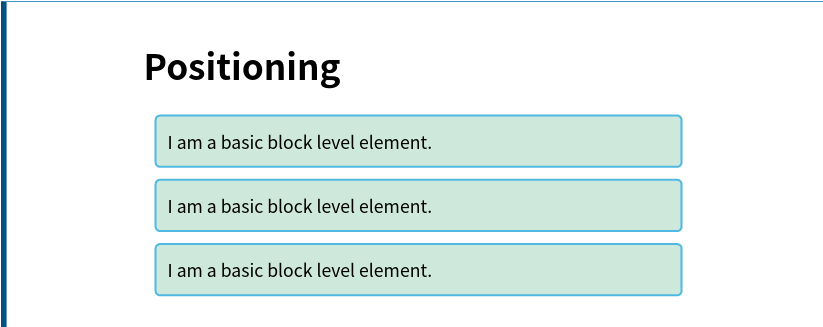 Positioning
I am a basic block level element.
I am a basic block level element.
I am a basic block level element.